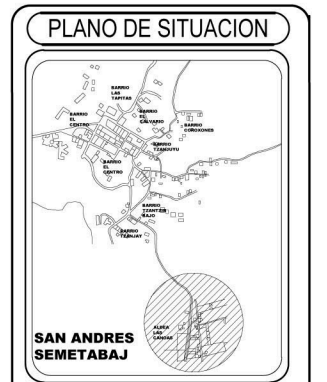 PLANO DE SITUACION
BARRIO
LAS
TAPITAS
BARRIO
EL
CENTRO
BARRIO
EL
CALVARIO
BARRIO
COROXONES
BARRIO
TZANJUYU
BARRIO
EL
CENTRO
BARRIO
BAJO
BARRIO
TZANJAY
ALDEA
LAS
CANOAS
SAN ANDRES
SEMETABAJ